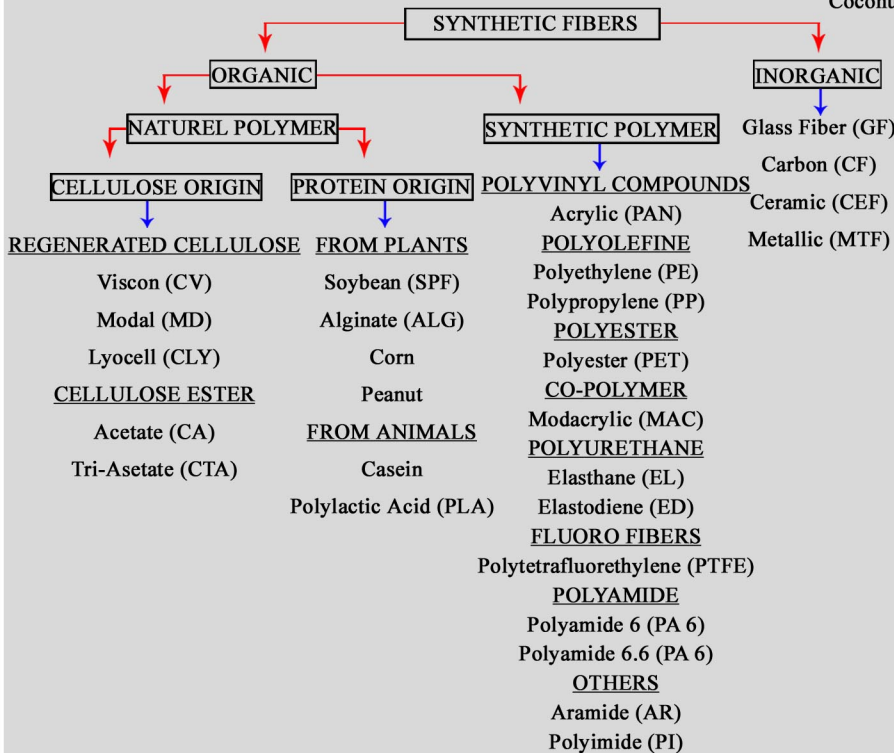 Coconu
SYNTHETIC FIBERS
ORGANIC
INORGANIC
NATUREL POLYMER
SYNTHETIC POLYMER
CELLULOSE ORIGIN
PROTEIN ORIGIN
REGENERATED CELLULOSE
Viscon (CV)
Modal (MD)
Lyocell (CLY)
CELLULOSE ESTER
Acetate (CA)
Tri-Asetate (CTA)
FROM PLANTS
Soybean (SPF)
Alginate (ALG)
Corn
Peanut
FROM ANIMALS
Casein
Polylactic Acid (PLA)
POLYVINYL COMPOUNDS
Acrylic (PAN)
POLYOLEFINE
Polyethylene (PE)
Polypropylene (PP)
POLYESTER
Polyester (PET)
CO-POLYMER
Modacrylic (MAC)
POLYURETHANE
Elasthane (EL)
Elastodiene (ED)
FLUORO FIBERS
Polytetrafluorethylene (PTFE)
POLYAMIDE
Polyamide 6 (PA 6)
Polyamide 6.6 (PA 6)
OTHERS
Aramide (AR)
Polyimide (PI)
Glass Fiber (GF)
Carbon (CF)
Ceramic (CEF)
Metallic (MTF)